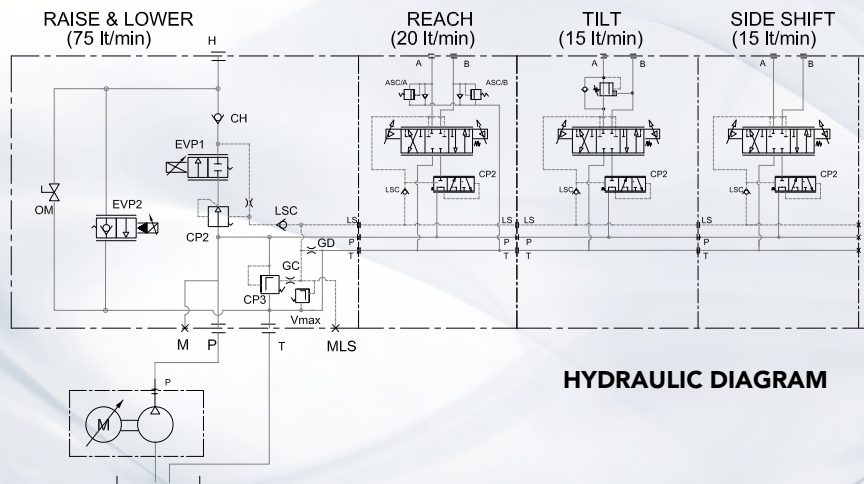 RAISE & LOWER
(75 lt/min)
REACH
(20 lt/min)
TILT
(15 lt/min)
SIDE SHIFT
(15 lt/min)
H
A
B
A
B
A
B
ASC/A
ASC/B
CH
EVP1
OM
EVP2
CP2
LSC
LSC
CP2
LSC
CP2
LSC
CP2
LS
LS
LS
P
P
P
T
T
T
GD
GC
CP3
Vmax
M
P
T
MLS
P
M
HYDRAULIC DIAGRAM